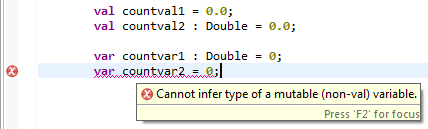 val countval1 = 0.0;
val countval2 : Double = 0.0;
var countvar1 : Double = 0;
var countvar2 = 0;
Cannot infer type of a mutable (non-val) variable.
Press 'F2' for focus